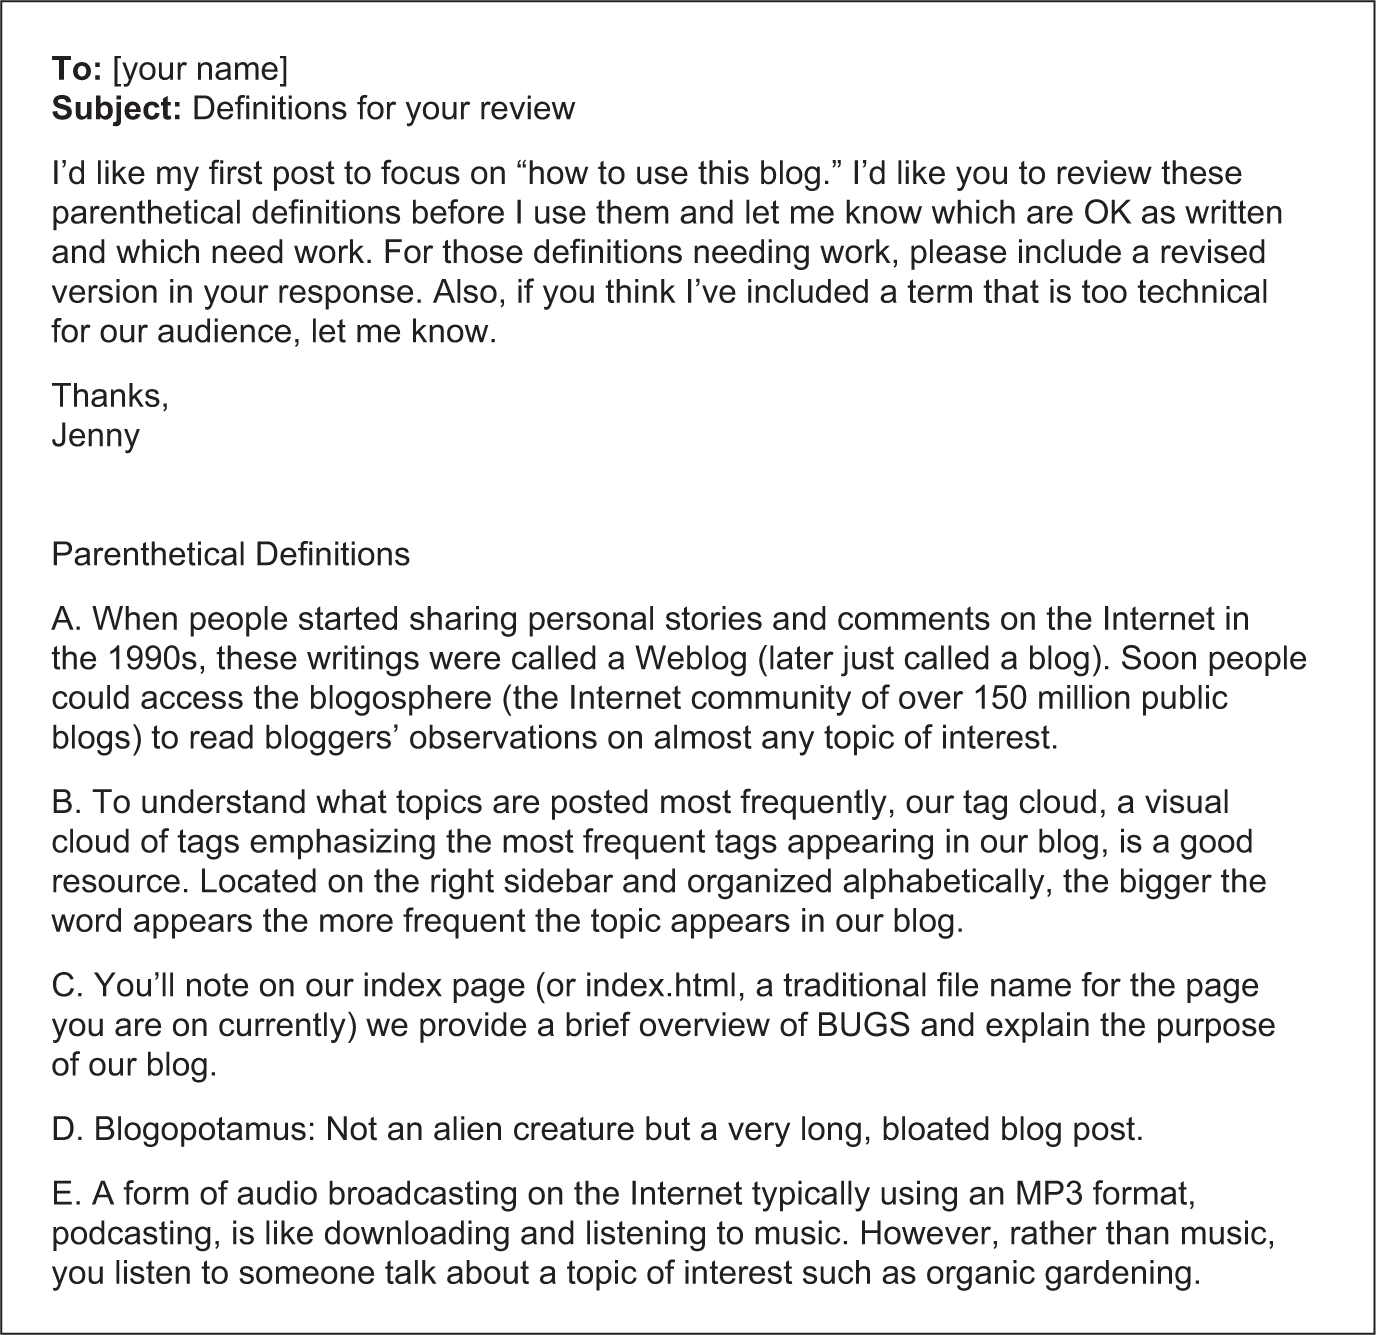 To: [your name]
Subject: Definitions for your review
I’d like my first post to focus on “how to use this blog.” I’d like you to review these
parenthetical definitions before I use them and let me know which are OK as written
and which need work. For those definitions needing work, please include a revised
version in your response. Also, if you think I’ve included a term that is too technical
for our audience, let me know.
Thanks,
Jenny
Parenthetical Definitions
A. When people started sharing personal stories and comments on the Internet in
the 1990s, these writings were called a Weblog (later just called a blog). Soon people
could access the blogosphere (the Internet community of over 150 million public
blogs) to read bloggers’ observations on almost any topic of interest.
B. To understand what topics are posted most frequently, our tag cloud, a visual
cloud of tags emphasizing the most frequent tags appearing in our blog, is a good
resource. Located on the right sidebar and organized alphabetically, the bigger the
word appears the more frequent the topic appears in our blog.
C. You’ll note on our index page (or index.html, a traditional file name for the page
you are on currently) we provide a brief overview of BUGS and explain the purpose
of our blog.
D. Blogopotamus: Not an alien creature but a very long, bloated blog post.
E. A form of audio broadcasting on the Internet typically using an MP3 format,
podcasting, is like downloading and listening to music. However, rather than music,
you listen to someone talk about a topic of interest such as organic gardening.